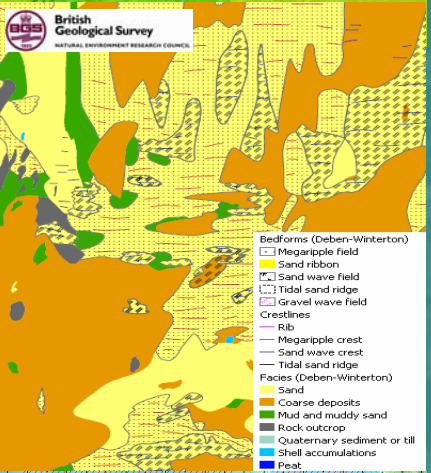 BGS
British
Geological Survey
NATURAL ENVIRONMENT RESEARCH COUNCIL
Bedforms (Deben-Winterton)
Megaripple field
Sand ribbon
Sand wave field
Tidal sand ridge
Gravel wave field
Crestlines
Rib
Megaripple crest
Sand wave crest
Tidal sand ridge
Facies (Deben-Winterton)
Sand
Coarse deposits
Mud and muddy sand
Rock outcrop
Quaternary sediment or till
Shell accumulations
Peat